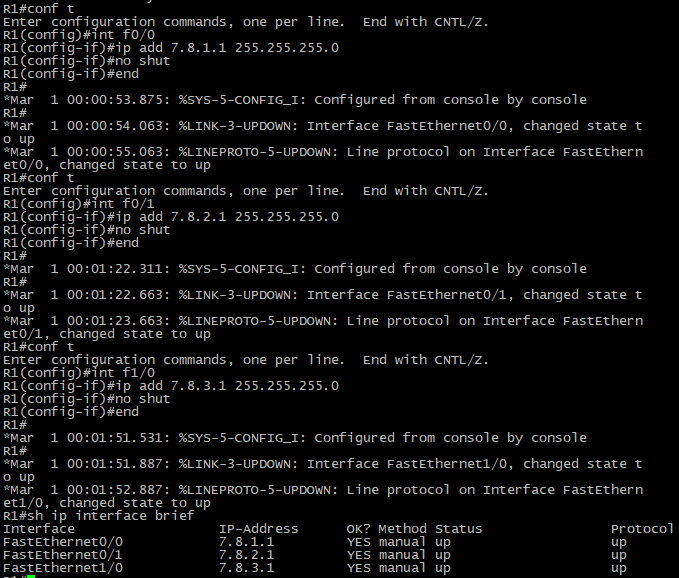 R1#conf t
Enter configuration commands, one per line.  End with CNTL/Z.
R1(config)#int f0/0
R1(config-if)#ip add 7.8.1.1 255.255.255.0
R1(config-if)#no shut
R1(config-if)#end
R1#
*Mar  1 00:00:53.875: %SYS-5-CONFIG_I: Configured from console by console
R1#
*Mar  1 00:00:54.063: %LINK-3-UPDOWN: Interface FastEthernet0/0, changed state t
o up
*Mar  1 00:00:55.063: %LINEPROTO-5-UPDOWN: Line protocol on Interface FastEthern
et0/0, changed state to up
R1#conf t
Enter configuration commands, one per line.  End with CNTL/Z.
R1(config)#int f0/1
R1(config-if)#ip add 7.8.2.1 255.255.255.0
R1(config-if)#no shut
R1(config-if)#end
R1#
*Mar  1 00:01:22.311: %SYS-5-CONFIG_I: Configured from console by console
R1#
*Mar  1 00:01:22.663: %LINK-3-UPDOWN: Interface FastEthernet0/1, changed state t
o up
*Mar  1 00:01:23.663: %LINEPROTO-5-UPDOWN: Line protocol on Interface FastEthern
et0/1, changed state to up
R1#conf t
Enter configuration commands, one per line.  End with CNTL/Z.
R1(config)#int f1/0
R1(config-if)#ip add 7.8.3.1 255.255.255.0
R1(config-if)#no shut
R1(config-if)#end
R1#
*Mar  1 00:01:51.531: %SYS-5-CONFIG_I: Configured from console by console
R1#
*Mar  1 00:01:51.887: %LINK-3-UPDOWN: Interface FastEthernet1/0, changed state t
o up
*Mar  1 00:01:52.887: %LINEPROTO-5-UPDOWN: Line protocol on Interface FastEthern
et1/0, changed state to up
R1#sh ip interface brief
Interface                  IP-Address      OK? Method Status                Protocol
FastEthernet0/0            7.8.1.1         YES manual up                    up
FastEthernet0/1            7.8.2.1         YES manual up                    up
FastEthernet1/0            7.8.3.1         YES manual up                    up
R1#